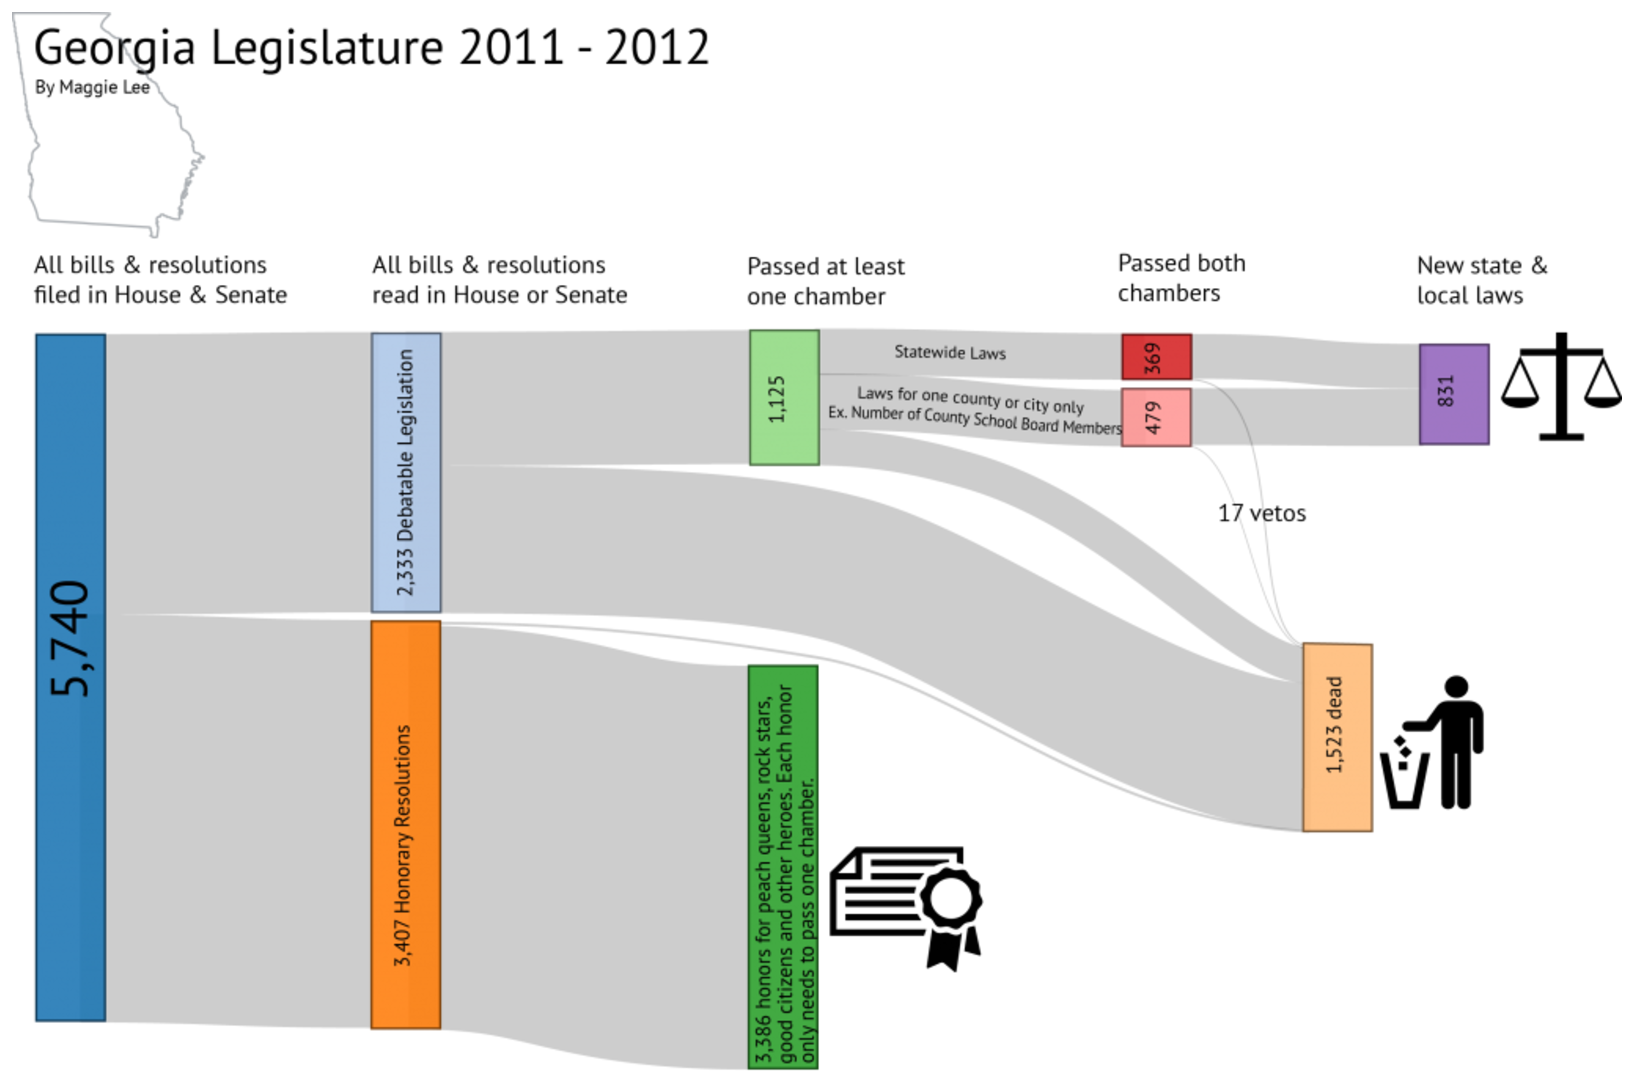 Georgia Legislature 2011 - 2012
By Maggie Lee
All bills & resolutions
filed in House & Senate
All bills & resolutions
read in House or Senate
Passed at least
one chamber
Passed both
chambers
New state &
local laws
5,740
2,333 Debatable Legislation
3,407 Honorary Resolutions
1,125
3,386 honors for peach queens, rock stars,
good citizens and other heroes. Each honor
only needs to pass one chamber.
Statewide Laws
Laws for one county or city only
Ex. Number of County School Board Members
369
479
17 vetos
831
1,523 dead